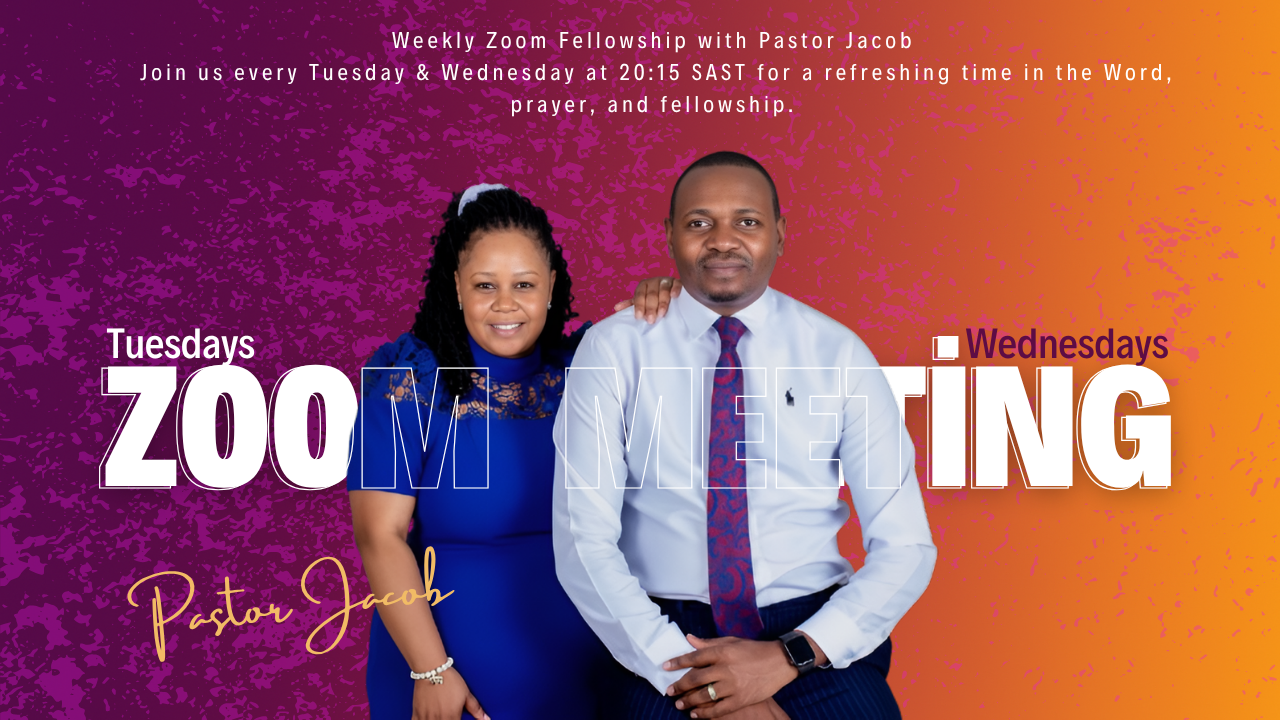 Weekly Zoom Fellowship with Pastor Jacob
Join us every Tuesday & Wednesday at 20:15 SAST for a refreshing time in the Word,
prayer, and fellowship.
Tuesdays
Wednesdays
ZOOM MEETiNG
Pastor Jacob